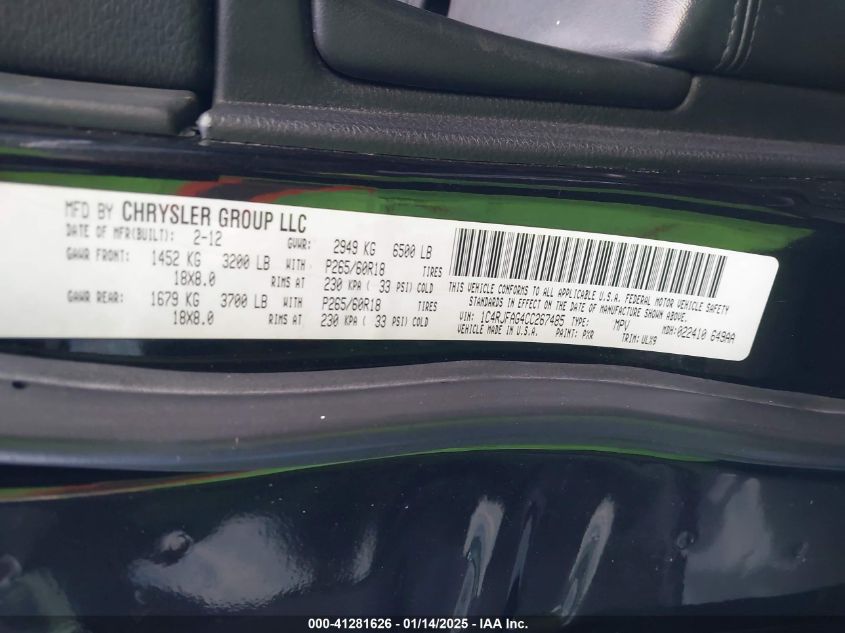 MFD BY CHRYSLER GROUP LLC
DATE OF MFR(BUILT): 2-12 GVWR: 2949 KG 6500 LB
GAWR FRONT: 1452 KG 3200 LB WITH P265/60R18 TIRES
18X8.0 RIMS AT 230 KPA ( 33 PSI) COLD
GAWR REAR: 1679 KG 3700 LB WITH P265/60R18 TIRES
18X8.0 RIMS AT 230 KPA ( 33 PSI) COLD
THIS VEHICLE CONFORMS TO ALL APPLICABLE U.S.A. FEDERAL MOTOR VEHICLE SAFETY
STANDARDS IN EFFECT ON THE DATE OF MANUFACTURE SHOWN ABOVE.
VIN: 1C4RJFAG4CC267485 TYPE: MPV MDH: 022410 649AA
VEHICLE MADE IN U.S.A. PAINT: PXR TRIM: ULX9
000-41281626 - 01/14/2025 - IAA Inc.